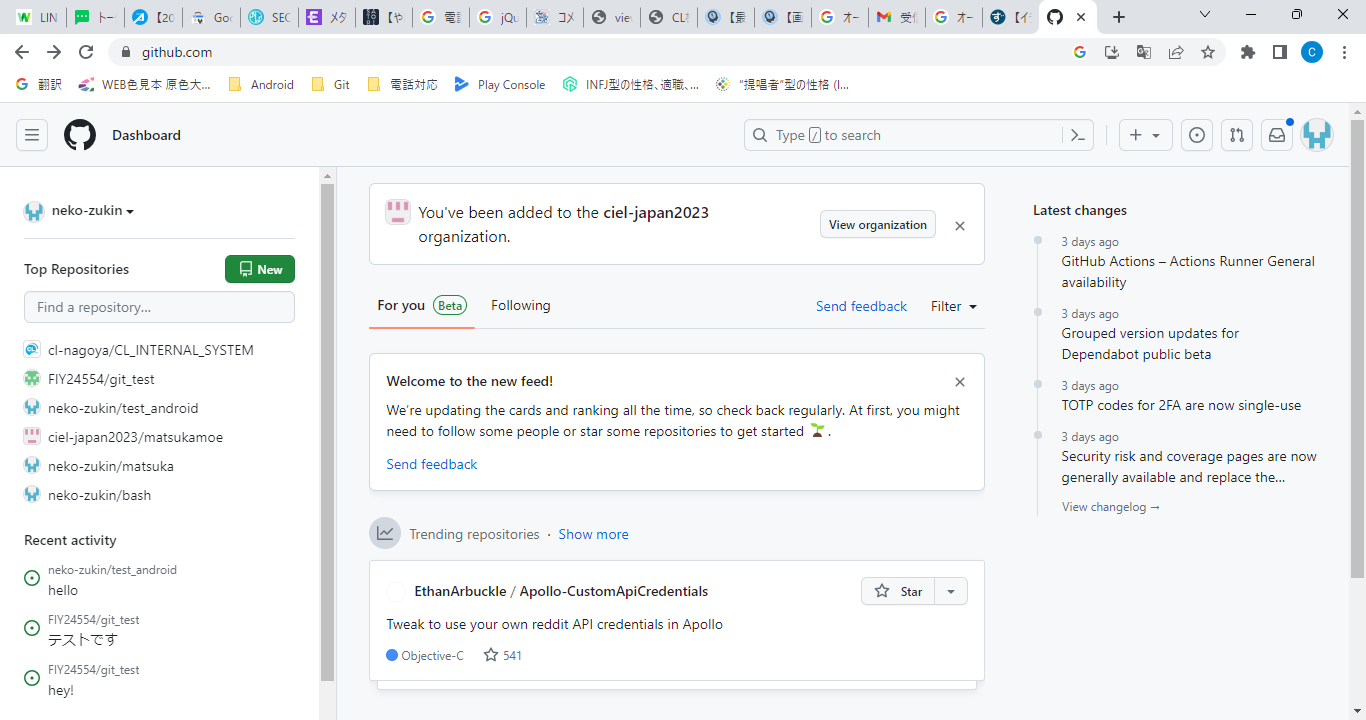 LIN
トー
【20
Goo
SEC
メタ
【や
電話
jQu
コメ
view
CL村
【最
【画
オー
受信
オー
【イラ
github.com
C
翻訳
WEB色見本 原色大...
Android
Git
電話対応
Play Console
INFJ型の性格、適職、...
"提唱者"型の性格 (I...
Dashboard
Type / to search
neko-zukin
Top Repositories
New
Find a repository...
cl-nagoya/CL_INTERNAL_SYSTEM
FIY24554/git_test
neko-zukin/test_android
ciel-japan2023/matsukamoe
neko-zukin/matsuka
neko-zukin/bash
Recent activity
neko-zukin/test_android
hello
FIY24554/git_test
テストです
FIY24554/git_test
hey!
You've been added to the ciel-japan2023
organization.
View organization
For you Beta
Following
Send feedback
Filter
Welcome to the new feed!
We're updating the cards and ranking all the time, so check back regularly. At first, you might
need to follow some people or star some repositories to get started 🌱.
Send feedback
Trending repositories · Show more
EthanArbuckle / Apollo-CustomApiCredentials
Star
Tweak to use your own reddit API credentials in Apollo
Objective-C
541
Latest changes
3 days ago
GitHub Actions – Actions Runner General
availability
3 days ago
Grouped version updates for
Dependabot public beta
3 days ago
TOTP codes for 2FA are now single-use
3 days ago
Security risk and coverage pages are now
generally available and replace the...
View changelog →